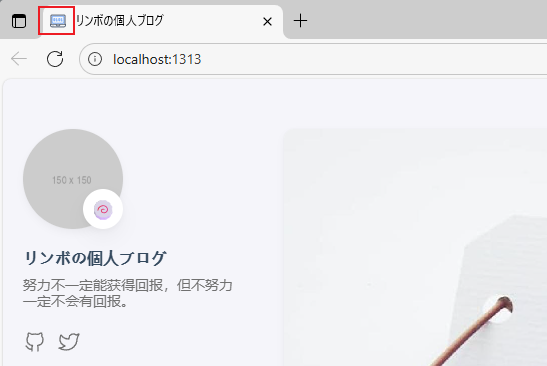 リンボの個人ブログ
localhost:1313
150 x 150
リンボの個人ブログ
努力不一定能获得回报，但不努力
一定不会有回报。